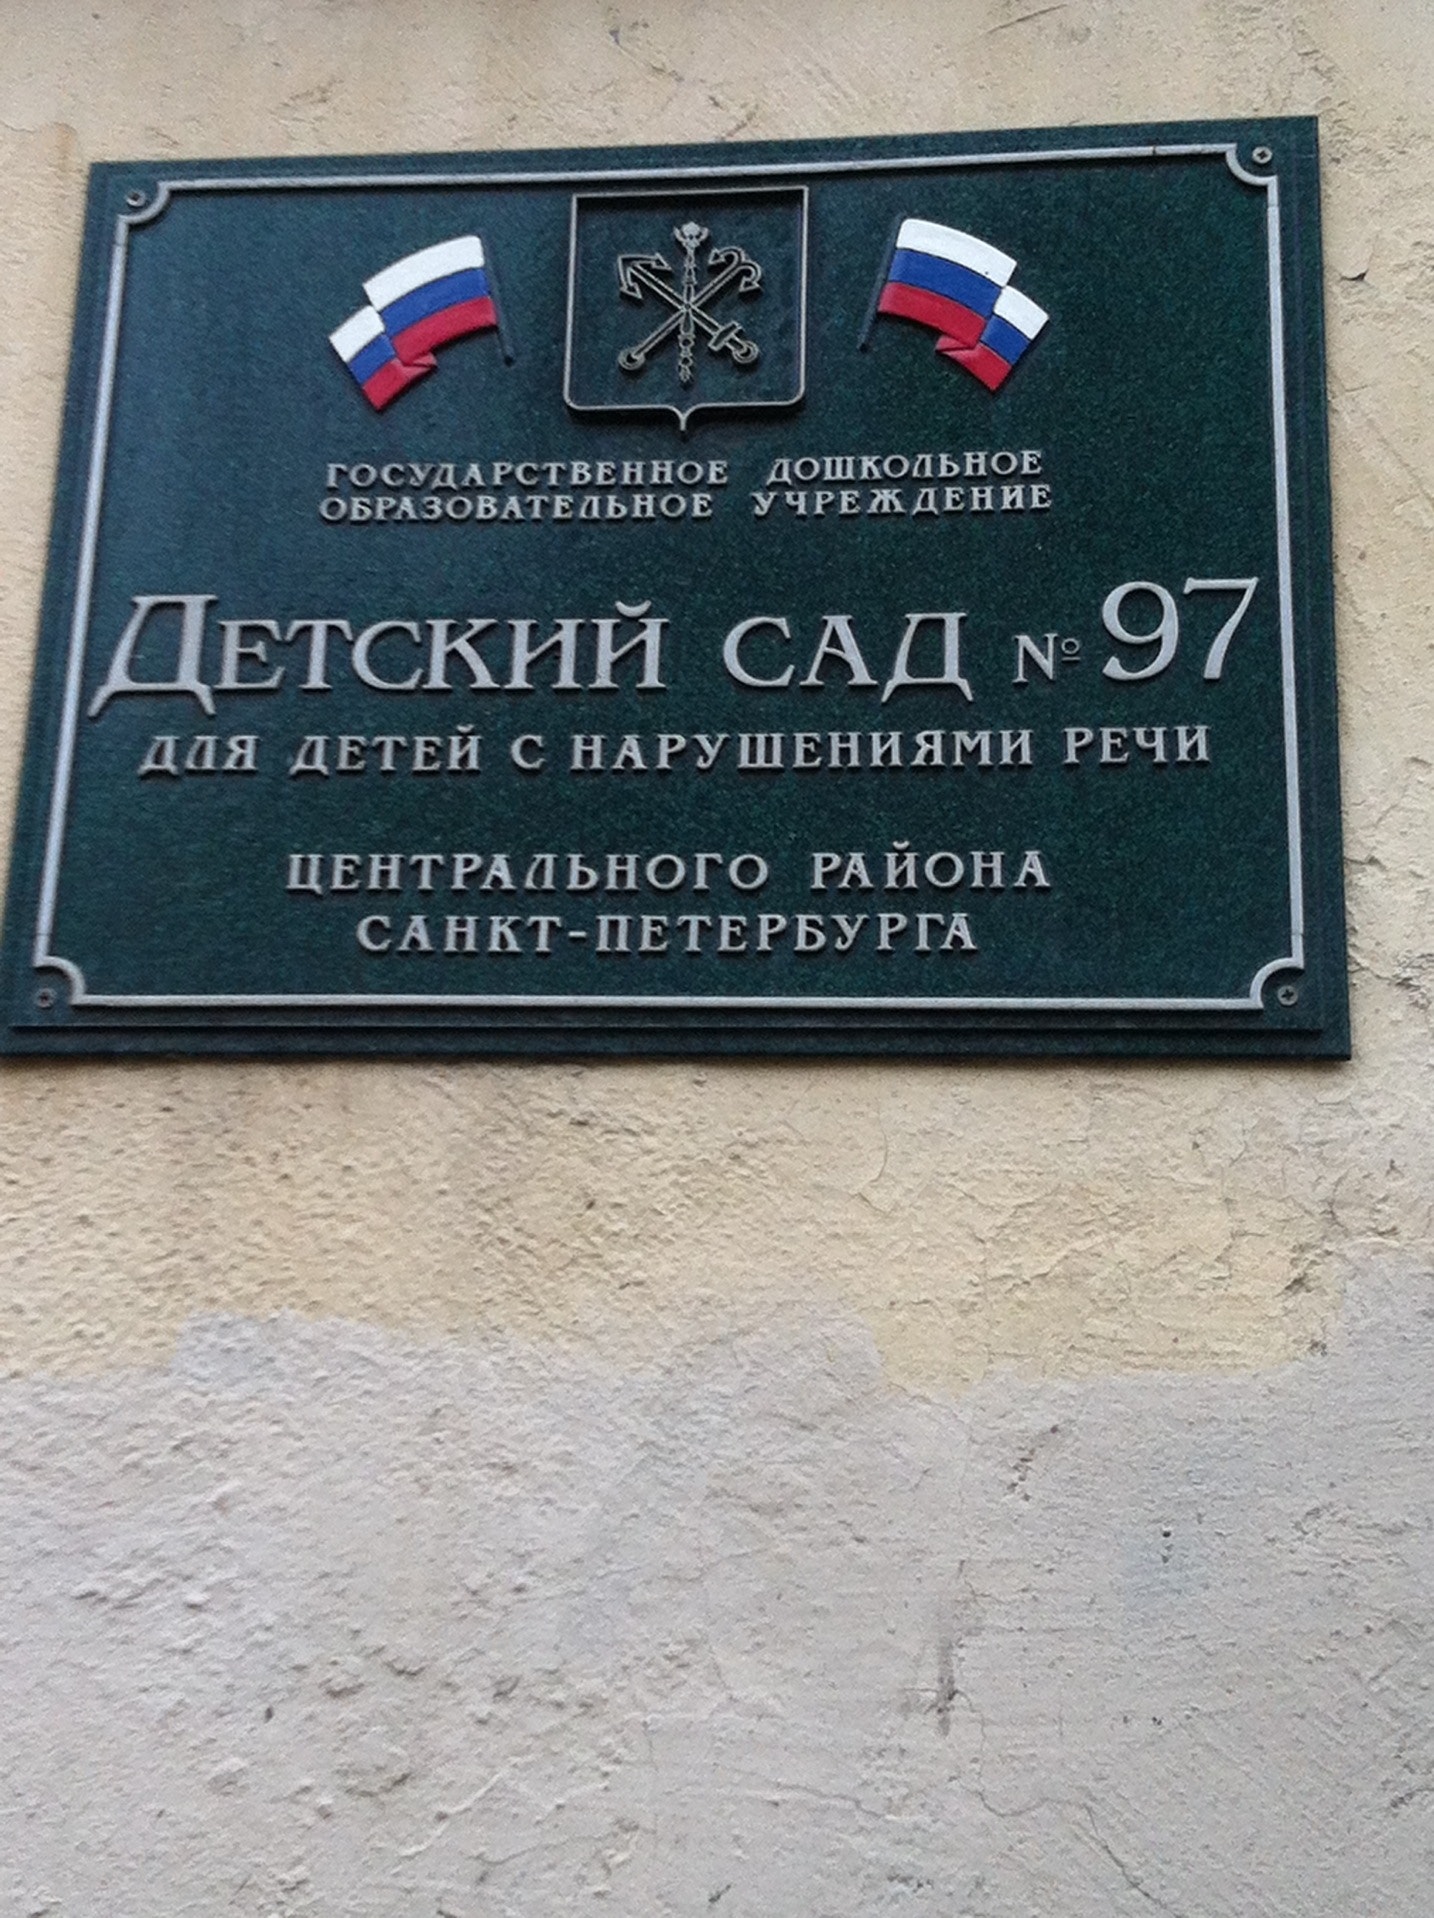 ГОСУДАРСТВЕННОЕ ДОШКОЛЬНОЕ
ОБРАЗОВАТЕЛЬНОЕ УЧРЕЖДЕНИЕ
ДЕТСКИЙ САД № 97
ДЛЯ ДЕТЕЙ С НАРУШЕНИЯМИ РЕЧИ
ЦЕНТРАЛЬНОГО РАЙОНА
САНКТ-ПЕТЕРБУРГА